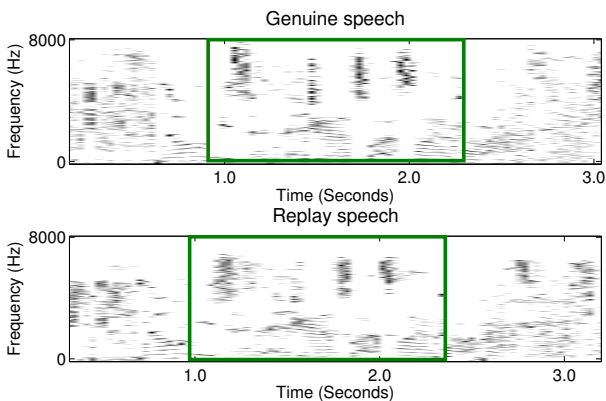 Genuine speech
8000
Frequency (Hz)
0
1.0 2.0 3.0
Time (Seconds)
Replay speech
8000
Frequency (Hz)
0
1.0 2.0 3.0
Time (Seconds)